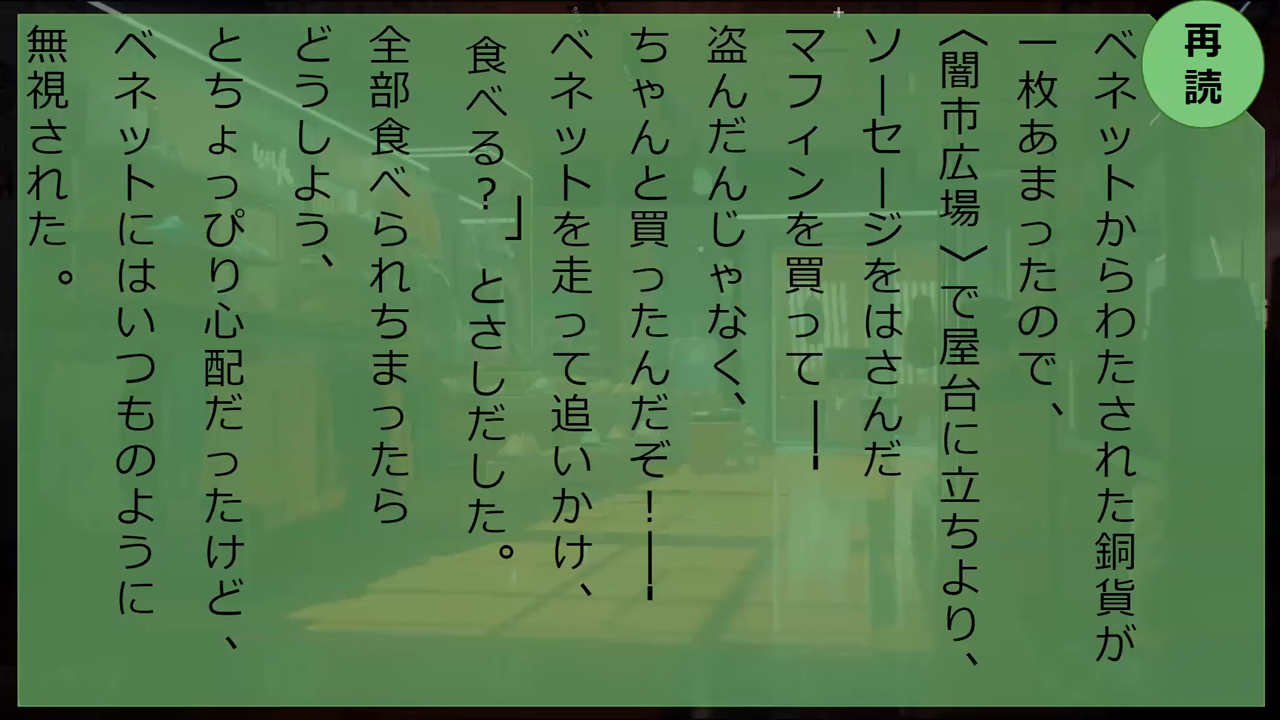 再読
ベネットからわたされた銅貨が
一枚あまったので、
〈闇市広場〉で屋台に立ちより、
ソーセージをはさんだ
マフィンを買って――
盗んだんじゃなく、
ちゃんと買ったんだぞ!――
ベネットを走って追いかけ、
食べる?」とさしだした。
全部食べられちまったら
どうしよう、
とちょっぴり心配だったけど、
ベネットにはいつものように
無視された。